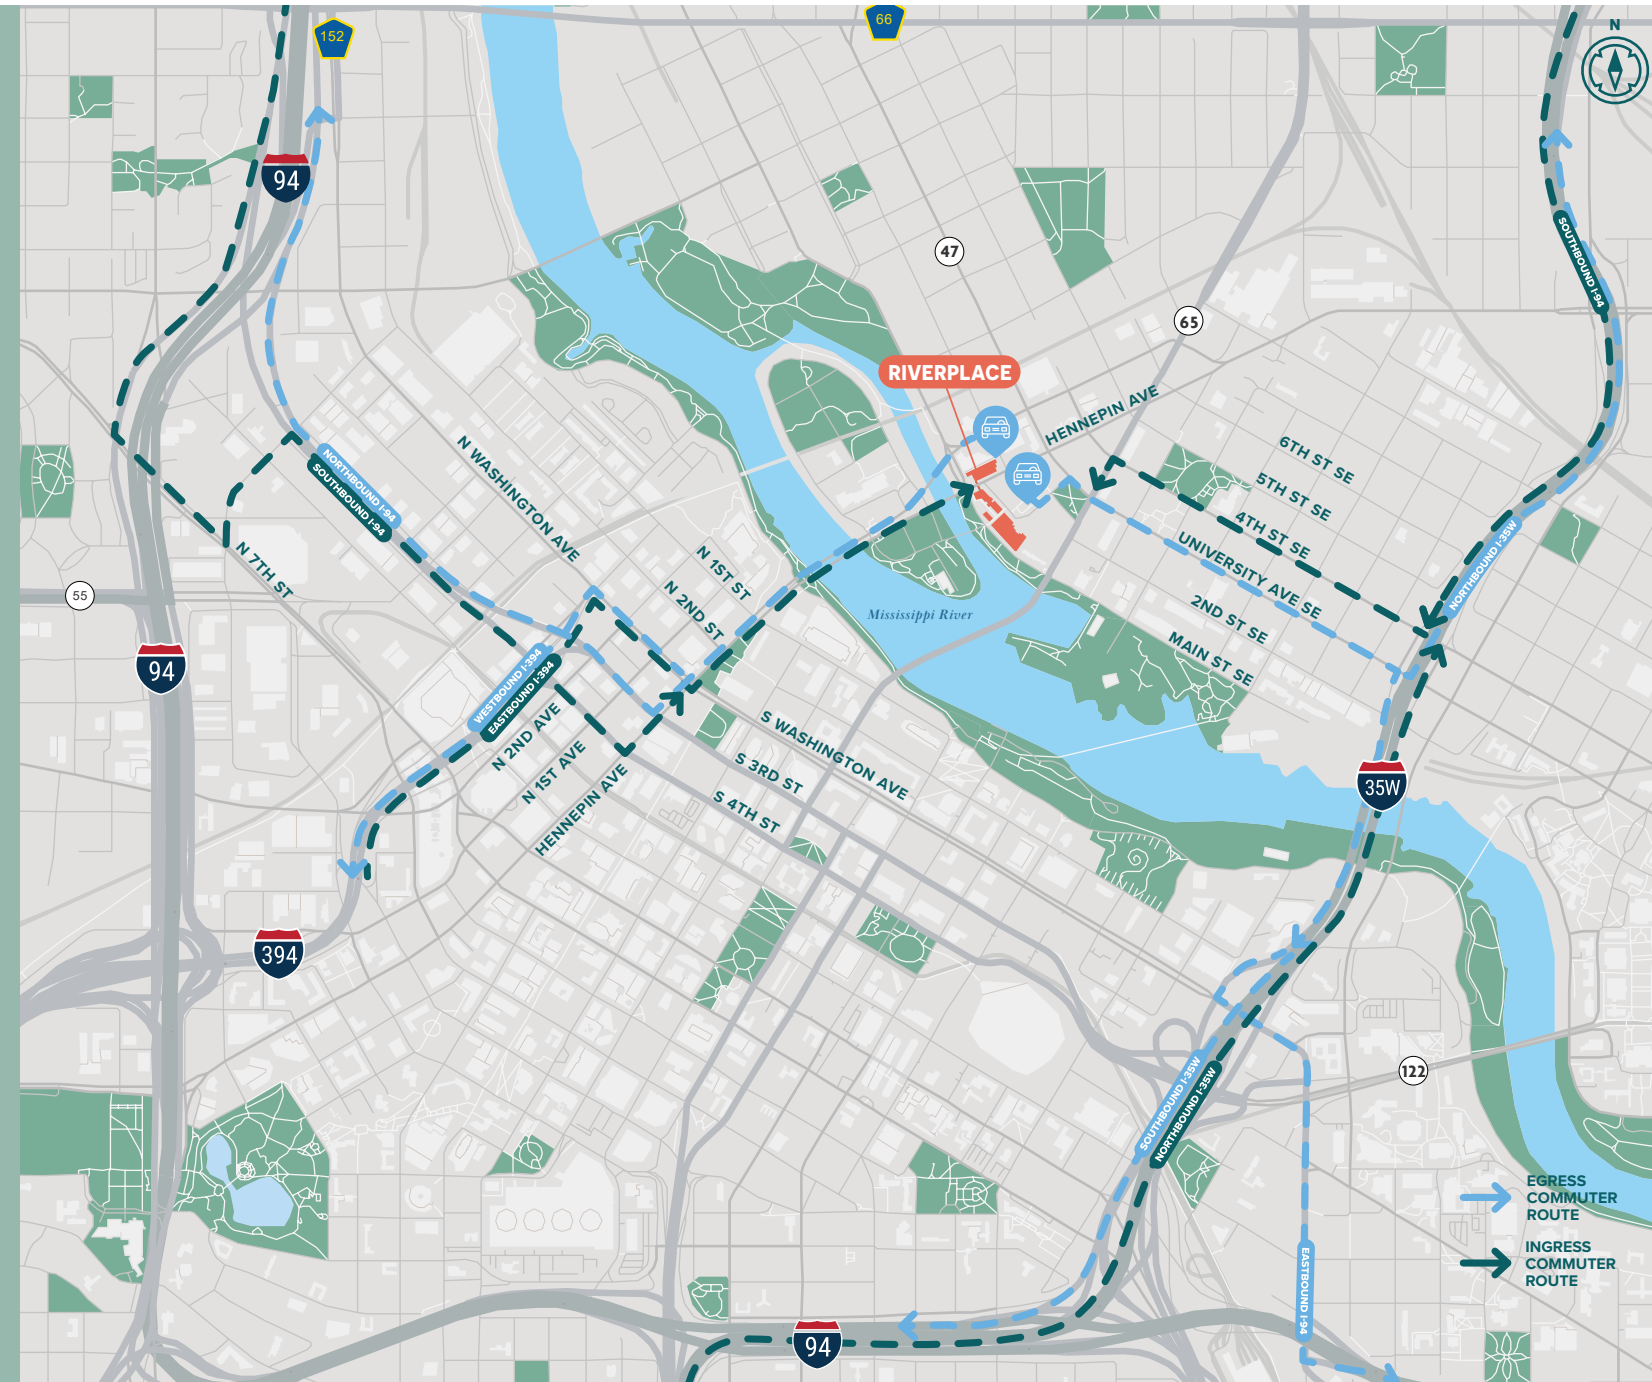 152
66
N
94
SOUTHBOUND I-94
47
65
RIVERPLACE
HENNEPIN AVE
6TH ST SE
5TH ST SE
4TH ST SE
UNIVERSITY AVE SE
2ND ST SE
MAIN ST SE
NORTHBOUND I-35W
NORTHBOUND I-94
SOUTHBOUND I-94
N WASHINGTON AVE
N 7TH ST
N 1ST ST
N 2ND ST
55
Mississippi River
94
WESTBOUND I-394
EASTBOUND I-394
N 2ND AVE
N 1ST AVE
HENNEPIN AVE
S WASHINGTON AVE
S 3RD ST
S 4TH ST
35W
394
122
SOUTHBOUND I-35W
NORTHBOUND I-35W
EGRESS
COMMUTER
ROUTE
INGRESS
COMMUTER
ROUTE
EASTBOUND I-94
94